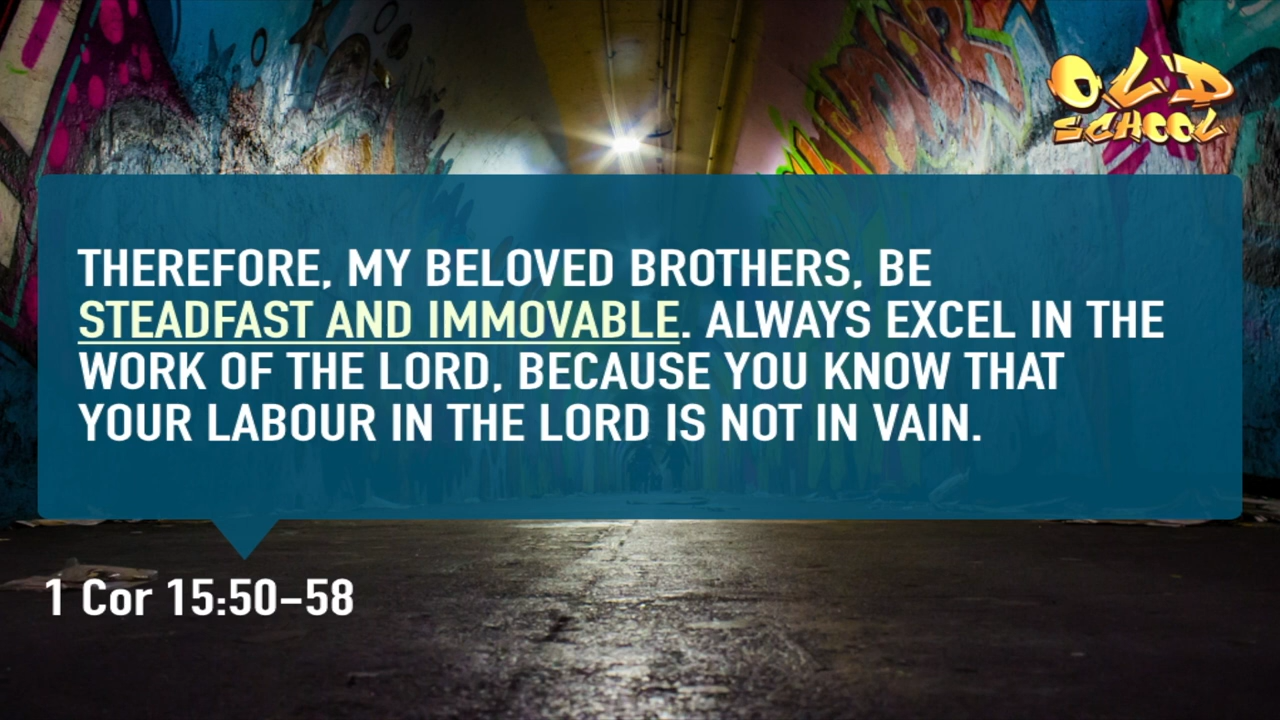 OLD
SCHOOL
THEREFORE, MY BELOVED BROTHERS, BE
STEADFAST AND IMMOVABLE. ALWAYS EXCEL IN THE
WORK OF THE LORD, BECAUSE YOU KNOW THAT
YOUR LABOUR IN THE LORD IS NOT IN VAIN.
1 Cor 15:50–58